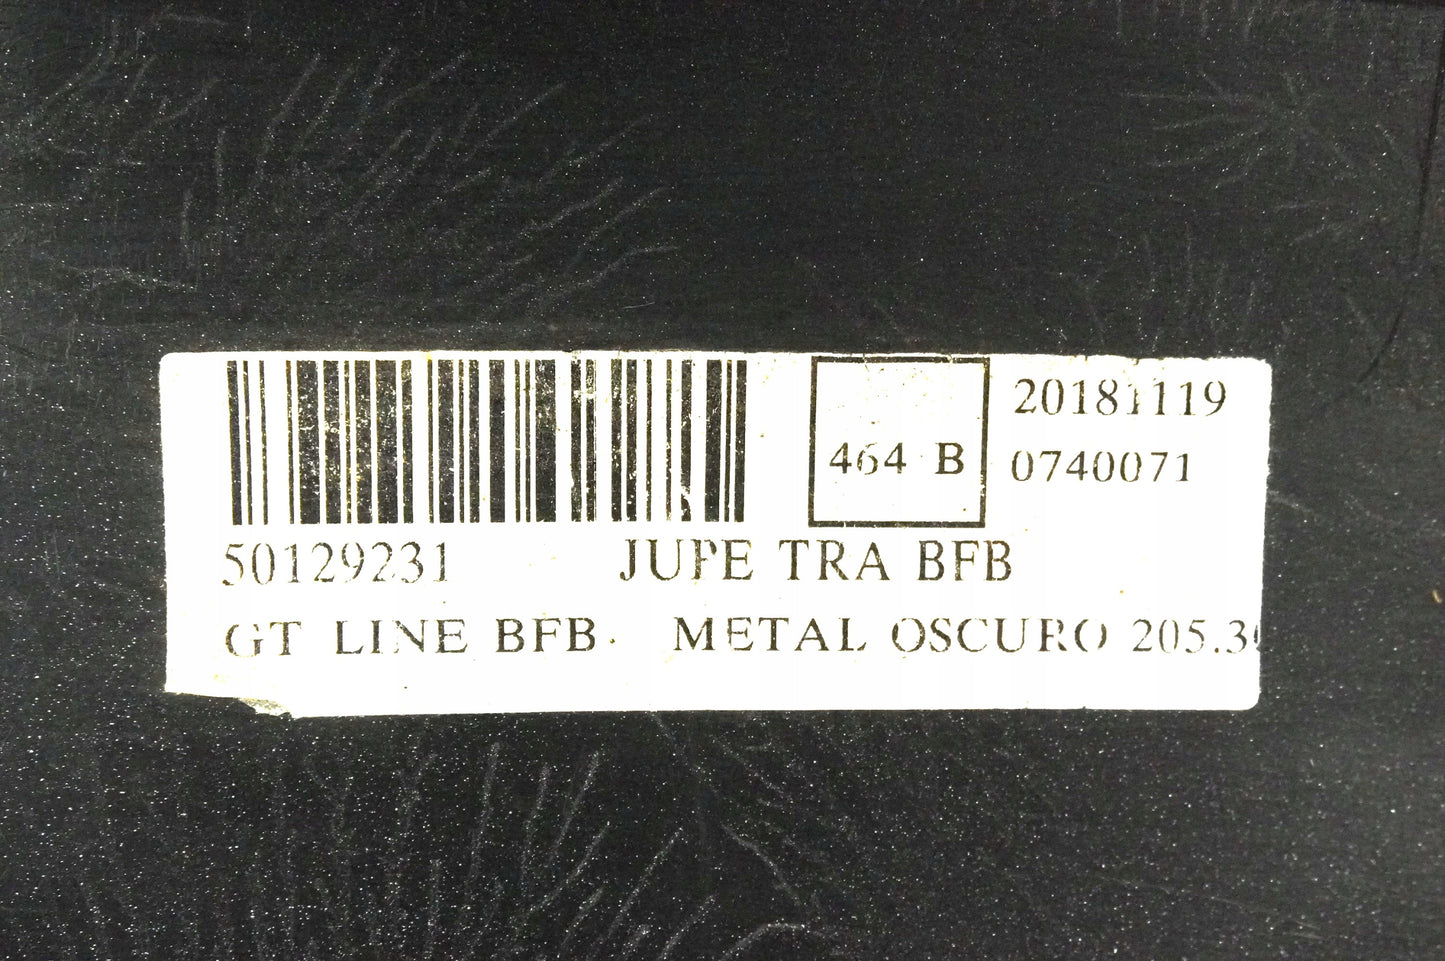 20181119
464 B 0740071
50129231 JUPE TRA BFB
GT LINE BFB. METAL OSCURO